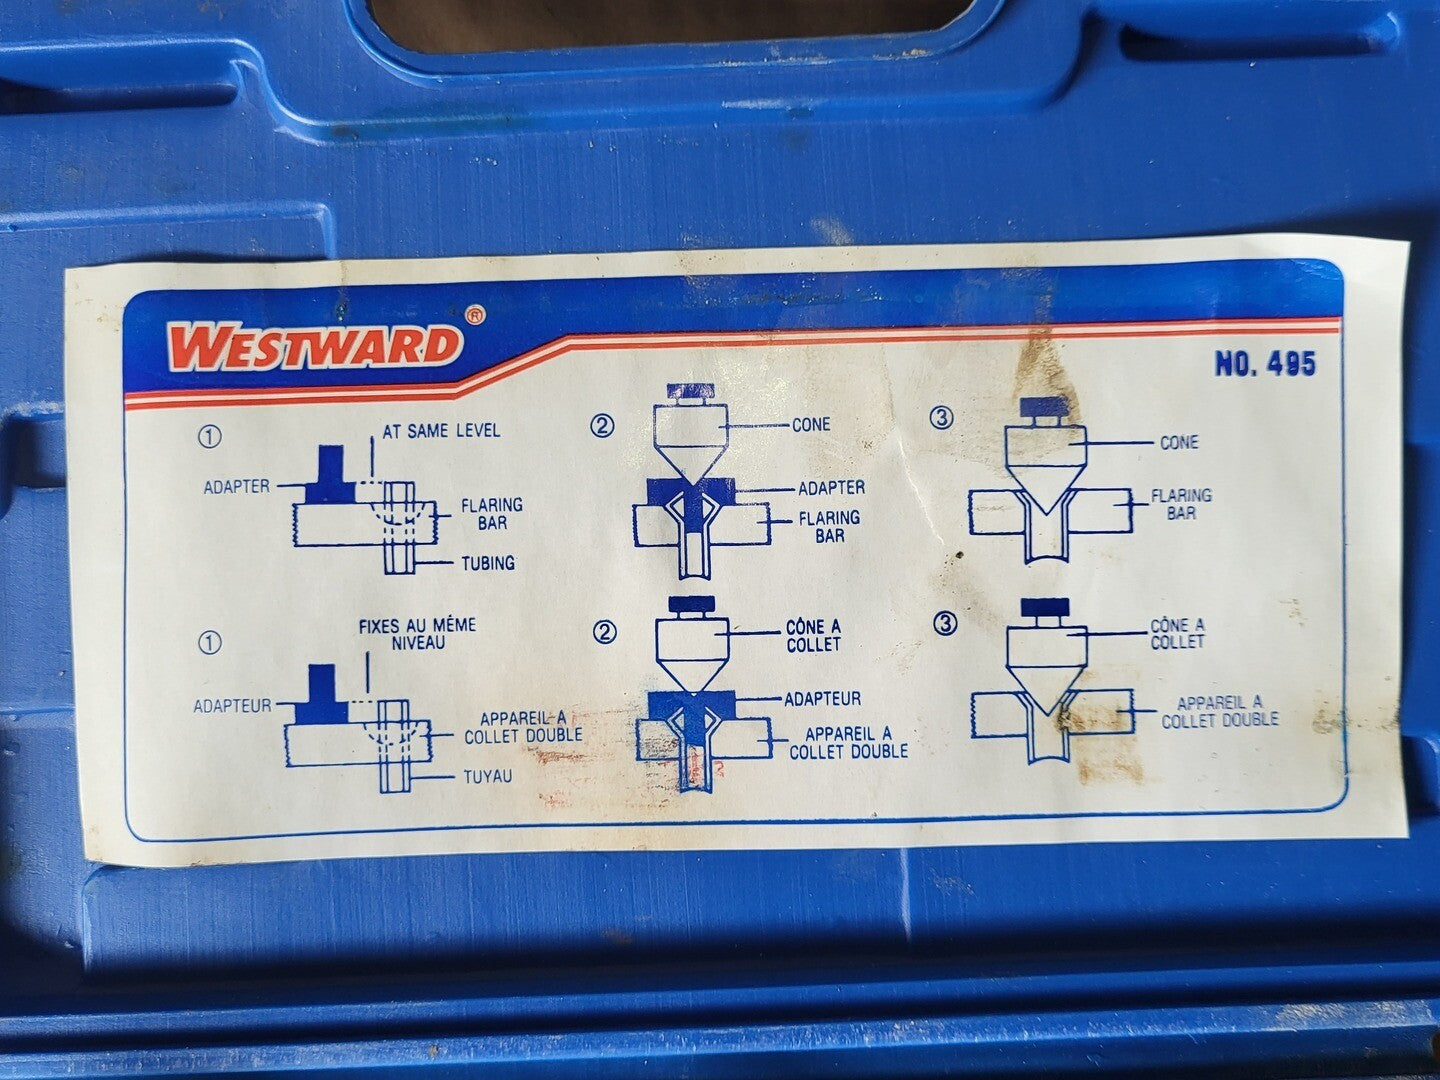 WESTWARD®
NO. 495
①
AT SAME LEVEL
ADAPTER
FLARING
BAR
TUBING
②
CONE
ADAPTER
FLARING
BAR
③
CONE
FLARING
BAR
①
FIXES AU MÊME
NIVEAU
ADAPTEUR
APPAREIL A
COLLET DOUBLE
TUYAU
②
CÔNE A
COLLET
ADAPTEUR
APPAREIL A
COLLET DOUBLE
③
CÔNE A
COLLET
APPAREIL A
COLLET DOUBLE